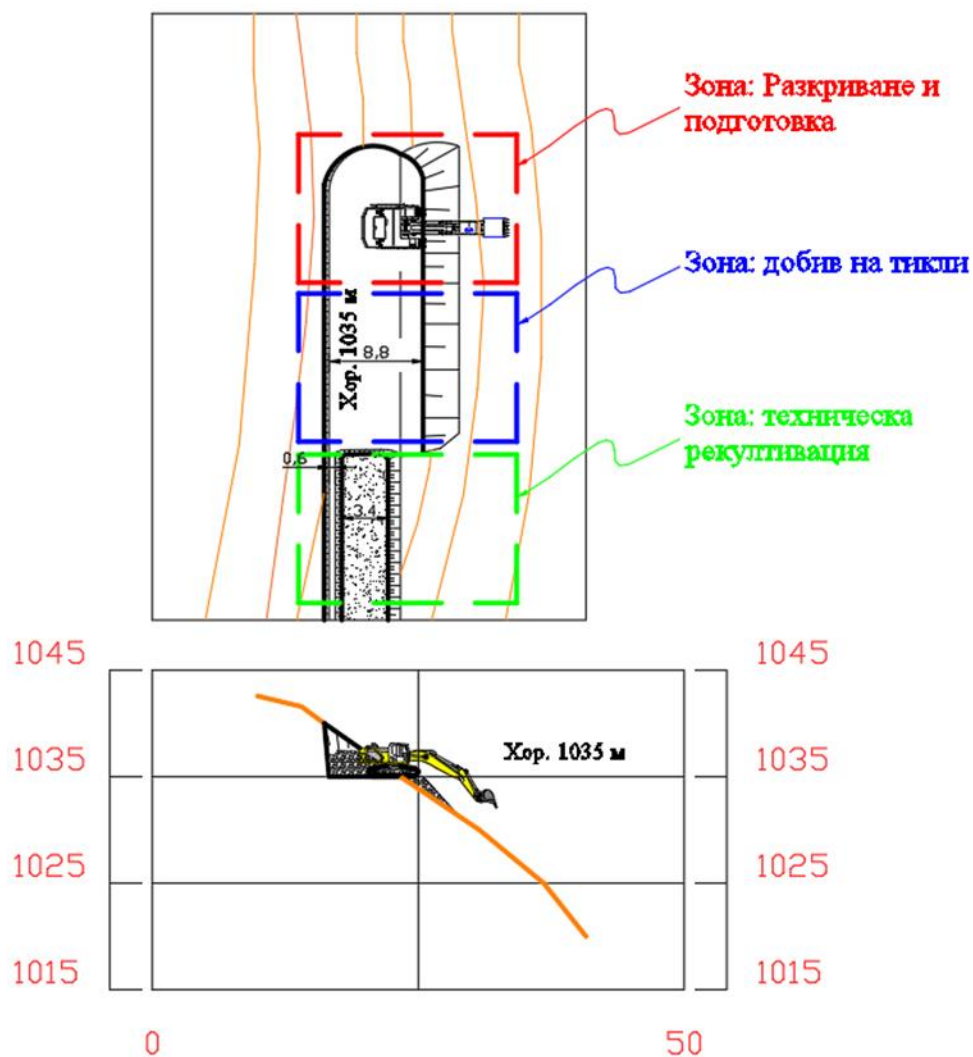 Зона: Разкриване и
подготовка
Зона: добив на тикли
Хор. 1035 м
8,8
Зона: техническа
рекултивация
0,6
3,4
1045
1045
Хор. 1035 м
1035
1035
1025
1025
1015
1015
0
50